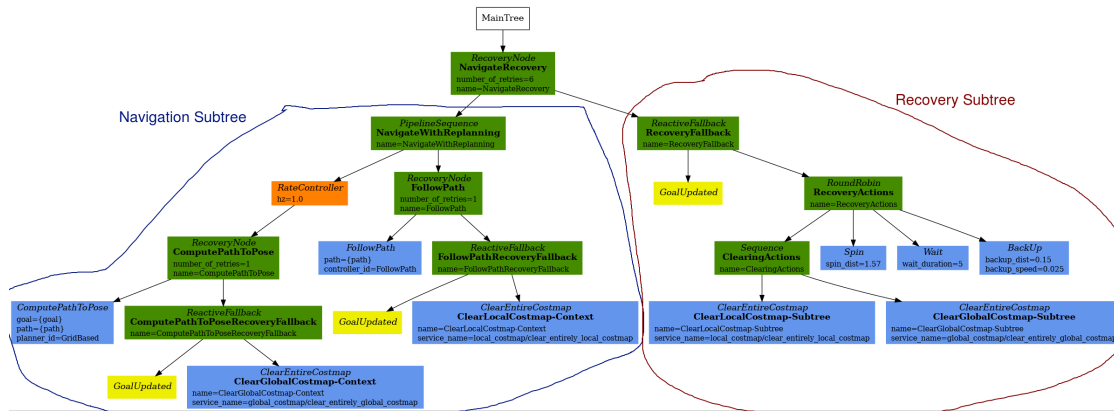 MainTree
RecoveryNode
NavigateRecovery
number_of_retries=6
name=NavigateRecovery
Navigation Subtree
Recovery Subtree
PipelineSequence
NavigateWithReplanning
name=NavigateWithReplanning
ReactiveFallback
RecoveryFallback
name=RecoveryFallback
RateController
hz=1.0
RecoveryNode
FollowPath
number_of_retries=1
name=FollowPath
GoalUpdated
RoundRobin
RecoveryActions
name=RecoveryActions
RecoveryNode
ComputePathToPose
number_of_retries=1
name=ComputePathToPose
FollowPath
path={path}
controller_id=FollowPath
ReactiveFallback
FollowPathRecoveryFallback
name=FollowPathRecoveryFallback
Sequence
ClearingActions
name=ClearingActions
Spin
spin_dist=1.57
Wait
wait_duration=5
BackUp
backup_dist=0.15
backup_speed=0.025
ComputePathToPose
goal={goal}
path={path}
planner_id=GridBased
ReactiveFallback
ComputePathToPoseRecoveryFallback
name=ComputePathToPoseRecoveryFallback
GoalUpdated
ClearEntireCostmap
ClearLocalCostmap-Context
name=ClearLocalCostmap-Context
service_name=local_costmap/clear_entirely_local_costmap
ClearEntireCostmap
ClearLocalCostmap-Subtree
name=ClearLocalCostmap-Subtree
service_name=local_costmap/clear_entirely_local_costmap
ClearEntireCostmap
ClearGlobalCostmap-Subtree
name=ClearGlobalCostmap-Subtree
service_name=global_costmap/clear_entirely_global_costmap
GoalUpdated
ClearEntireCostmap
ClearGlobalCostmap-Context
name=ClearGlobalCostmap-Context
service_name=global_costmap/clear_entirely_global_costmap